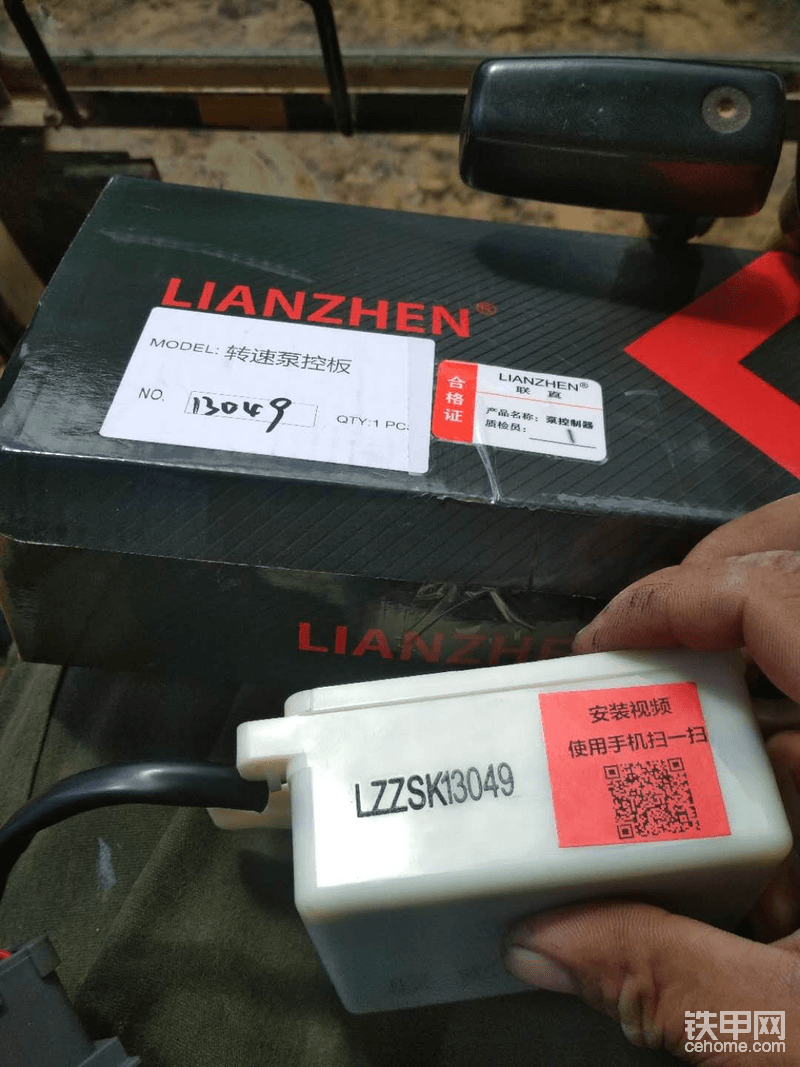 LIANZHEN®
MODEL: 转速泵控板
NO. 13049
QTY:1 PC
合格证
LIANZHEN®
联真
产品名称：泵控制器
质检员：
LIANZHEN
LZZSK13049
安装视频
使用手机扫一扫
铁甲网
cehome.com